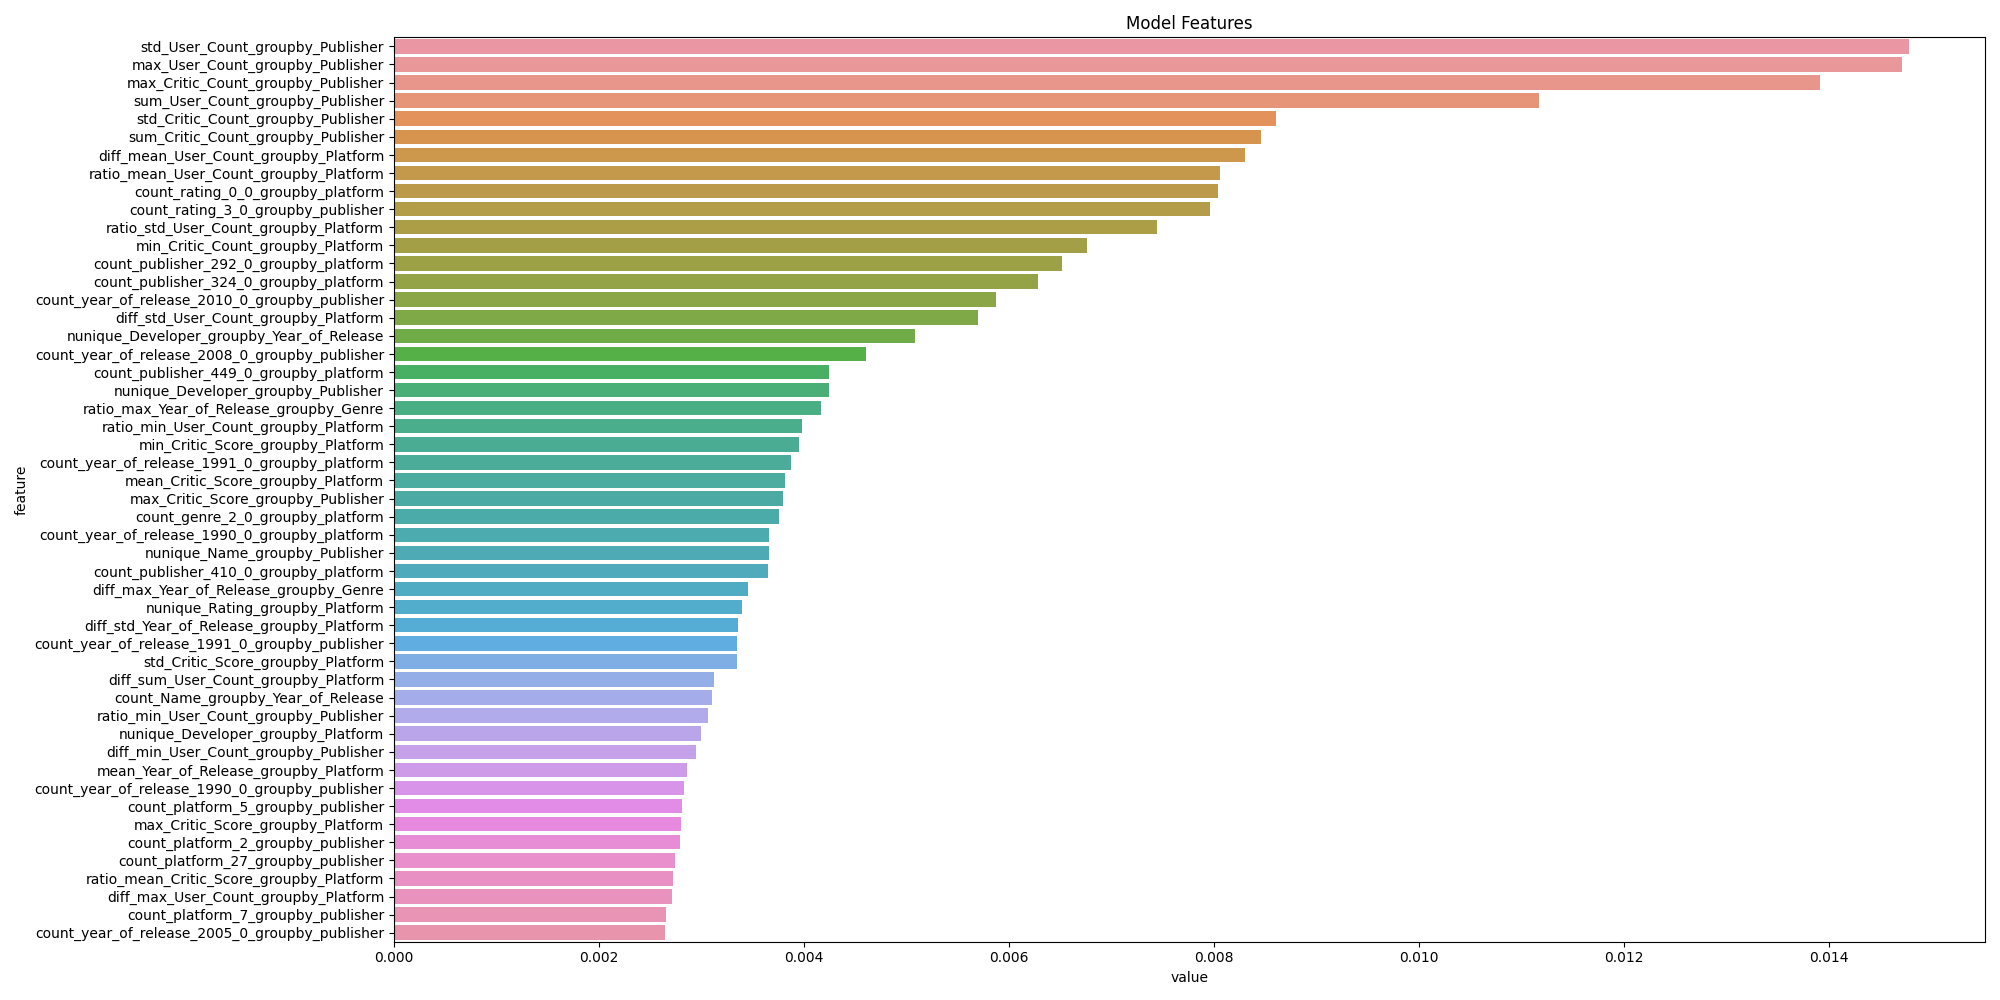 Model Features
std_User_Count_groupby_Publisher
max_User_Count_groupby_Publisher
max_Critic_Count_groupby_Publisher
sum_User_Count_groupby_Publisher
std_Critic_Count_groupby_Publisher
sum_Critic_Count_groupby_Publisher
diff_mean_User_Count_groupby_Platform
ratio_mean_User_Count_groupby_Platform
count_rating_0_0_groupby_platform
count_rating_3_0_groupby_publisher
ratio_std_User_Count_groupby_Platform
min_Critic_Count_groupby_Platform
count_publisher_292_0_groupby_platform
count_publisher_324_0_groupby_platform
count_year_of_release_2010_0_groupby_publisher
diff_std_User_Count_groupby_Platform
nunique_Developer_groupby_Year_of_Release
count_year_of_release_2008_0_groupby_publisher
count_publisher_449_0_groupby_platform
nunique_Developer_groupby_Publisher
ratio_max_Year_of_Release_groupby_Genre
ratio_min_User_Count_groupby_Platform
min_Critic_Score_groupby_Platform
count_year_of_release_1991_0_groupby_platform
mean_Critic_Score_groupby_Platform
max_Critic_Score_groupby_Publisher
count_genre_2_0_groupby_platform
count_year_of_release_1990_0_groupby_platform
nunique_Name_groupby_Publisher
count_publisher_410_0_groupby_platform
diff_max_Year_of_Release_groupby_Genre
nunique_Rating_groupby_Platform
diff_std_Year_of_Release_groupby_Platform
count_year_of_release_1991_0_groupby_publisher
std_Critic_Score_groupby_Platform
diff_sum_User_Count_groupby_Platform
count_Name_groupby_Year_of_Release
ratio_min_User_Count_groupby_Publisher
nunique_Developer_groupby_Platform
diff_min_User_Count_groupby_Publisher
mean_Year_of_Release_groupby_Platform
count_year_of_release_1990_0_groupby_publisher
count_platform_5_groupby_publisher
max_Critic_Score_groupby_Platform
count_platform_2_groupby_publisher
count_platform_27_groupby_publisher
ratio_mean_Critic_Score_groupby_Platform
diff_max_User_Count_groupby_Platform
count_platform_7_groupby_publisher
count_year_of_release_2005_0_groupby_publisher
feature
0.000 0.002 0.004 0.006 0.008 0.010 0.012 0.014
value